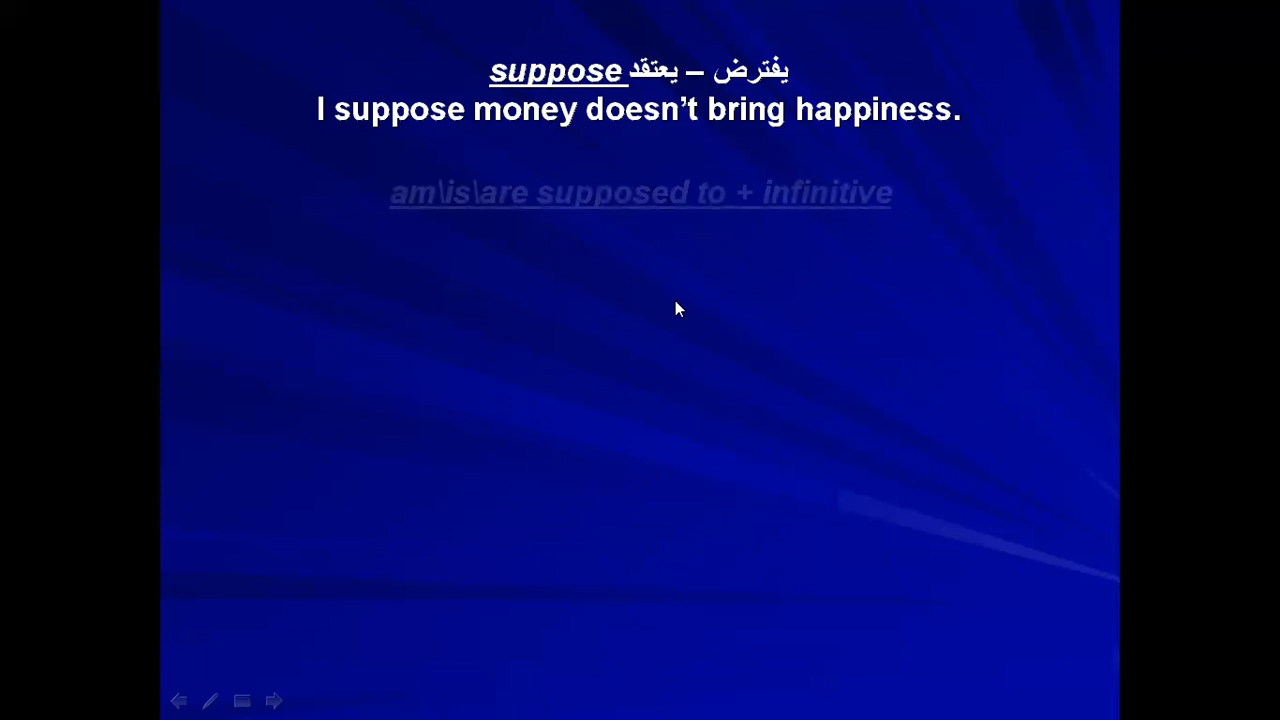 suppose يفترض – يعتقد
I suppose money doesn’t bring happiness.
am\is\are supposed to + infinitive